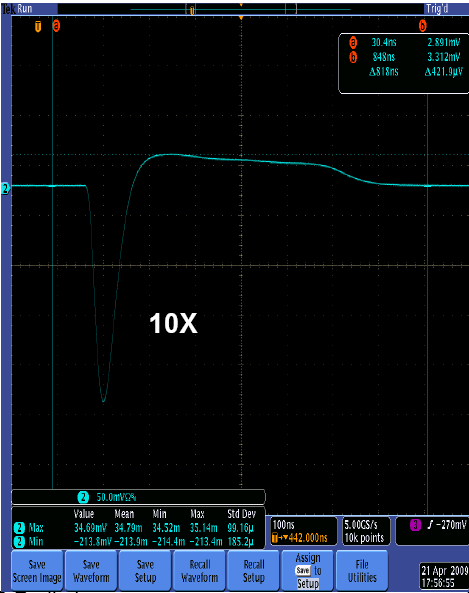 Run
Trig'd
a 30.4ns 2.891mV
b 848ns 3.312mV
Δ818ns Δ421.9µV
a
b
2
10X
2 50.0mVΩ
Value Mean Min Max Std Dev
2 Max 34.69mV 34.79m 34.52m 35.14m 99.16µ
2 Min -213.8mV -213.9m -214.4m -213.4m 185.2µ
100ns
T→▼442.000ns
5.00GS/s
10k points
3 -270mV
Save
Screen Image
Save
Waveform
Save
Setup
Recall
Waveform
Recall
Setup
Assign
Save to
Setup
File
Utilities
21 Apr 2009
17:56:55